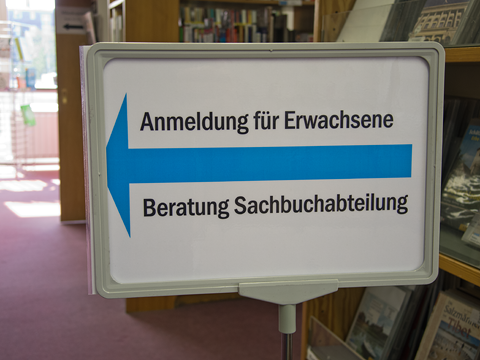 Anmeldung für Erwachsene
Beratung Sachbuchabteilung